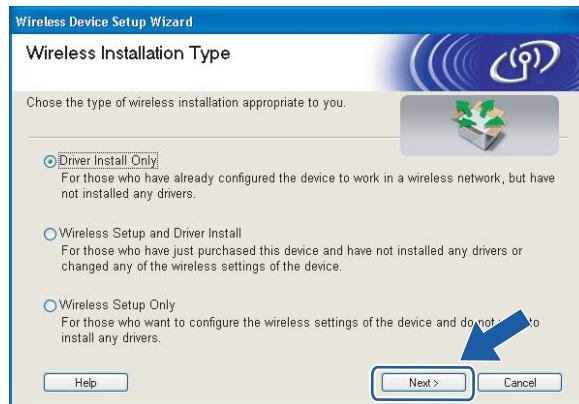 Wireless Device Setup Wizard
Wireless Installation Type
Choose the type of wireless installation appropriate to you.
Driver Install Only
For those who have already configured the device to work in a wireless network, but have
not installed any drivers.
Wireless Setup and Driver Install
For those who have just purchased this device and have not installed any drivers or
changed any of the wireless settings of the device.
Wireless Setup Only
For those who want to configure the wireless settings of the device and do not to
install any drivers.
Help
Next >
Cancel